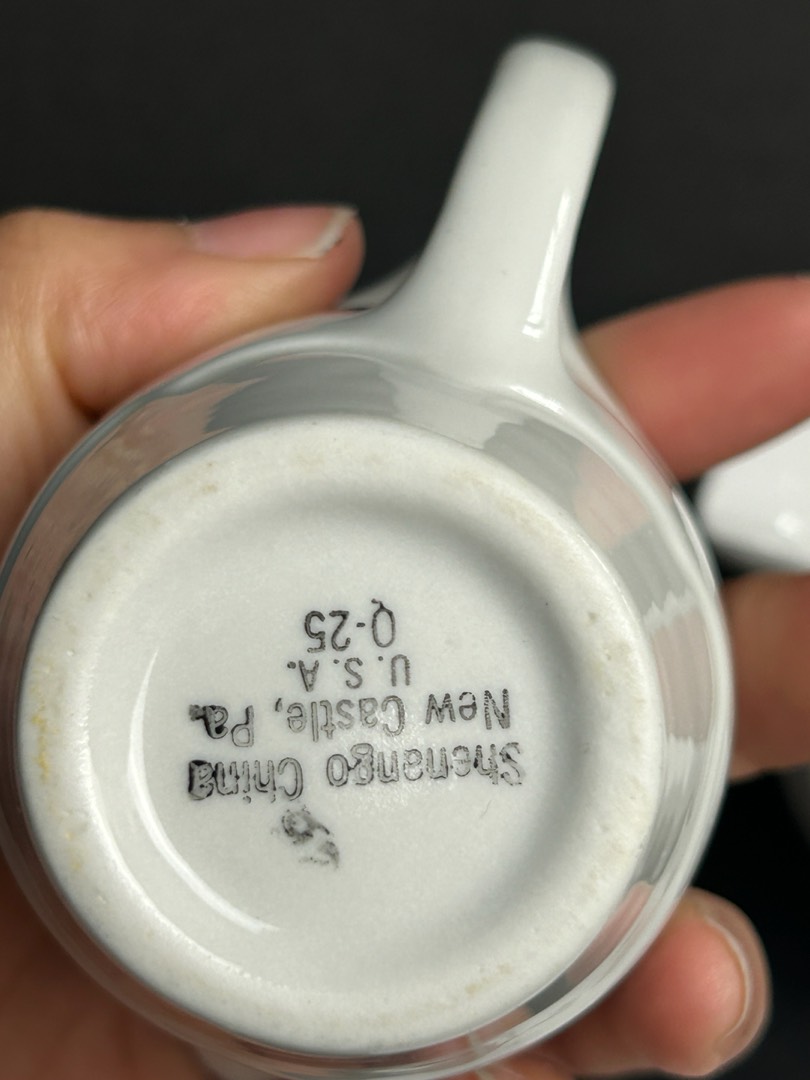 Shenango China
New Castle, Pa.
U.S.A.
Q-25